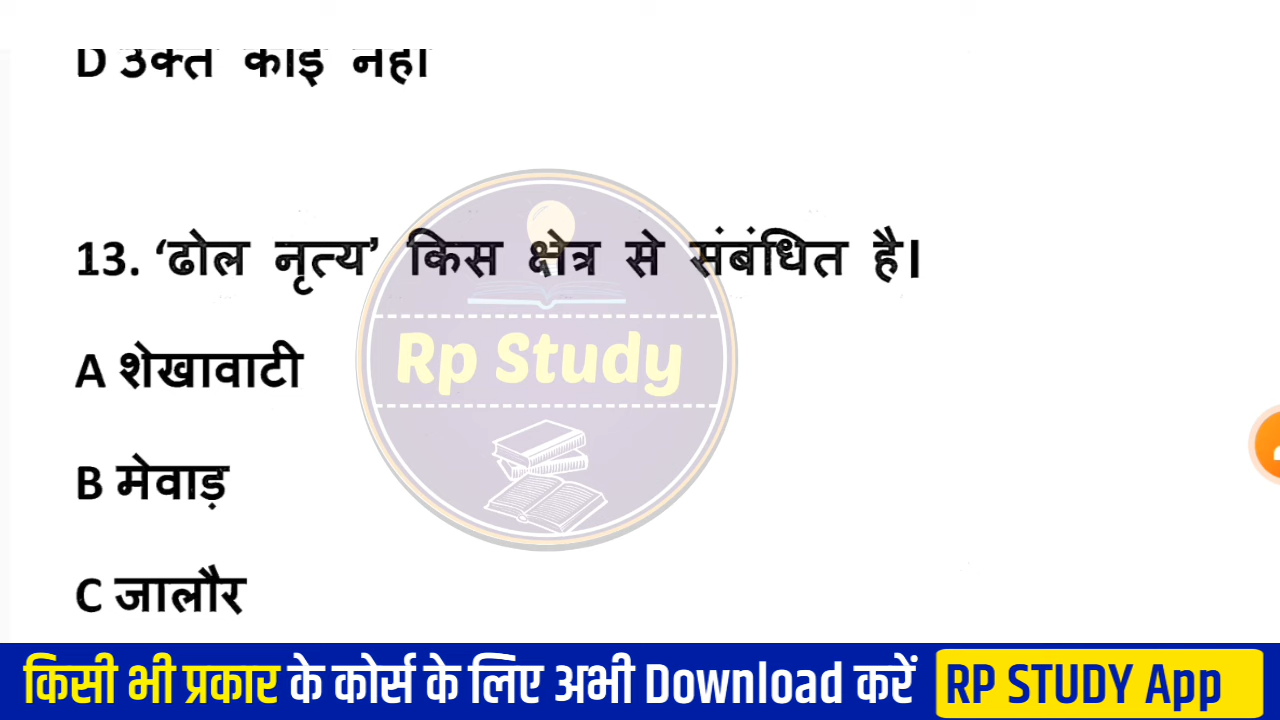 D उक्त कोई नहीं
13. ‘ढोल नृत्य’ किस क्षेत्र से संबंधित है।
Rp Study
A शेखावाटी
B मेवाड़
C जालौर
किसी भी प्रकार के कोर्स के लिए अभी Download करें RP STUDY App